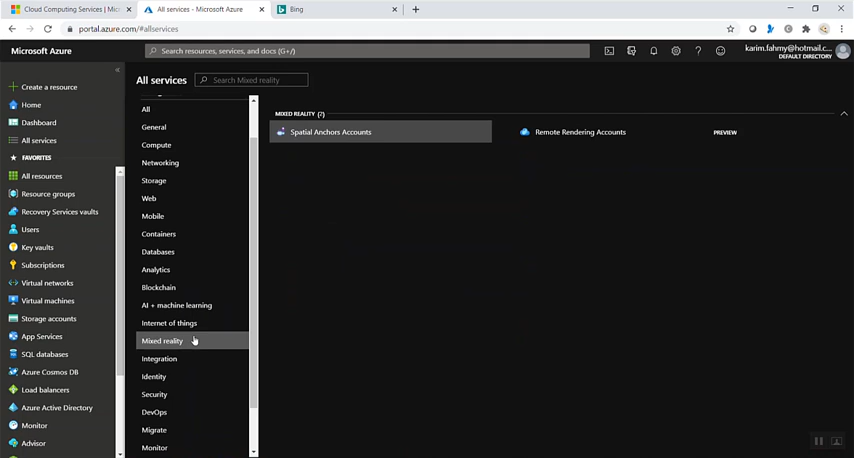 Cloud Computing Services | Micr
All services - Microsoft Azure
Bing
portal.azure.com/#allservices
Microsoft Azure
Search resources, services, and docs (G+/)
karim.fahmy@hotmail.c...
DEFAULT DIRECTORY
Create a resource
Home
Dashboard
All services
FAVORITES
All resources
Resource groups
Recovery Services vaults
Users
Key vaults
Subscriptions
Virtual networks
Virtual machines
Storage accounts
App Services
SQL databases
Azure Cosmos DB
Load balancers
Azure Active Directory
Monitor
Advisor
All services
Search Mixed reality
All
General
Compute
Networking
Storage
Web
Mobile
Containers
Databases
Analytics
Blockchain
AI + machine learning
Internet of things
Mixed reality
Integration
Identity
Security
DevOps
Migrate
Monitor
MIXED REALITY (2)
Spatial Anchors Accounts
Remote Rendering Accounts
PREVIEW